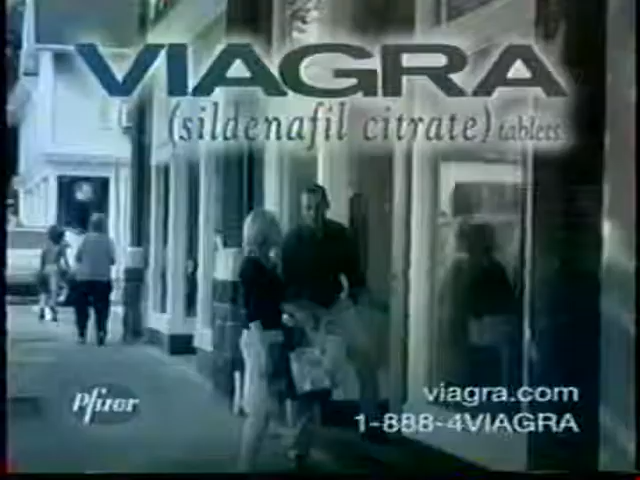 VIAGRA
(sildenafil citrate) tablets
Pfizer
viagra.com
1-888-4VIAGRA